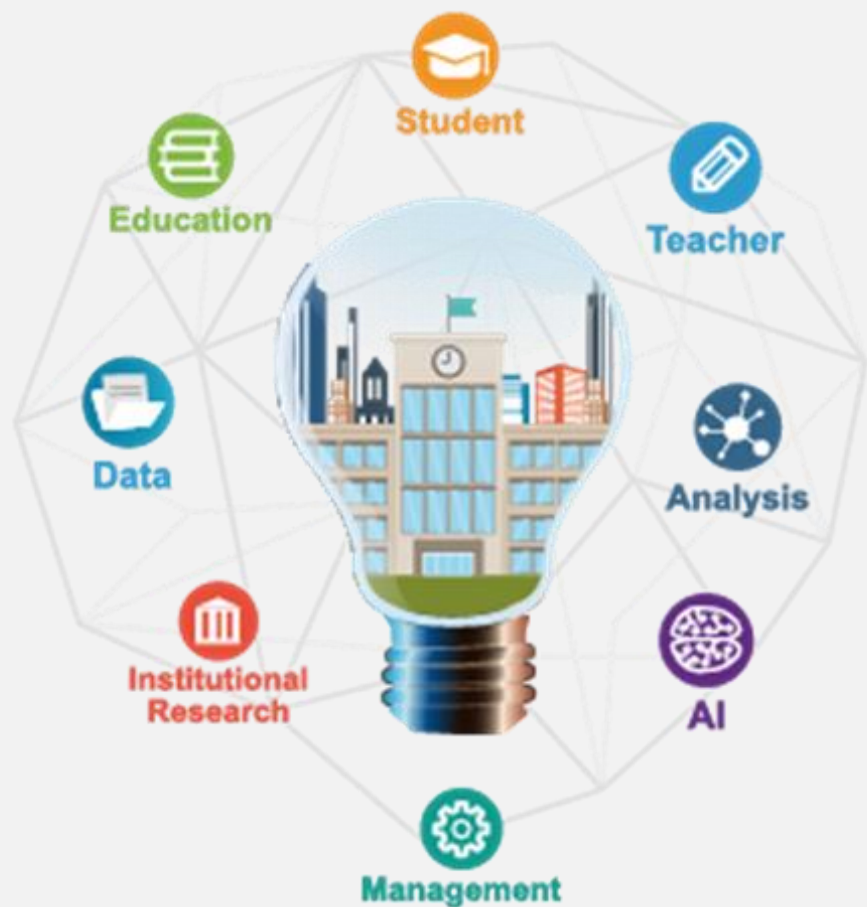 Student
Education
Teacher
Data
Analysis
Institutional
Research
AI
Management